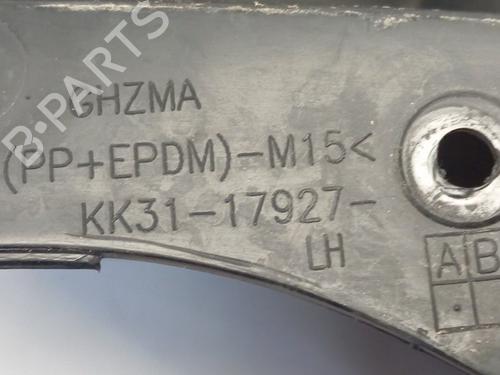 GHZMA
(PP+EPDM)-M15<
KK31-17927-
LH
A B
B-PARTS